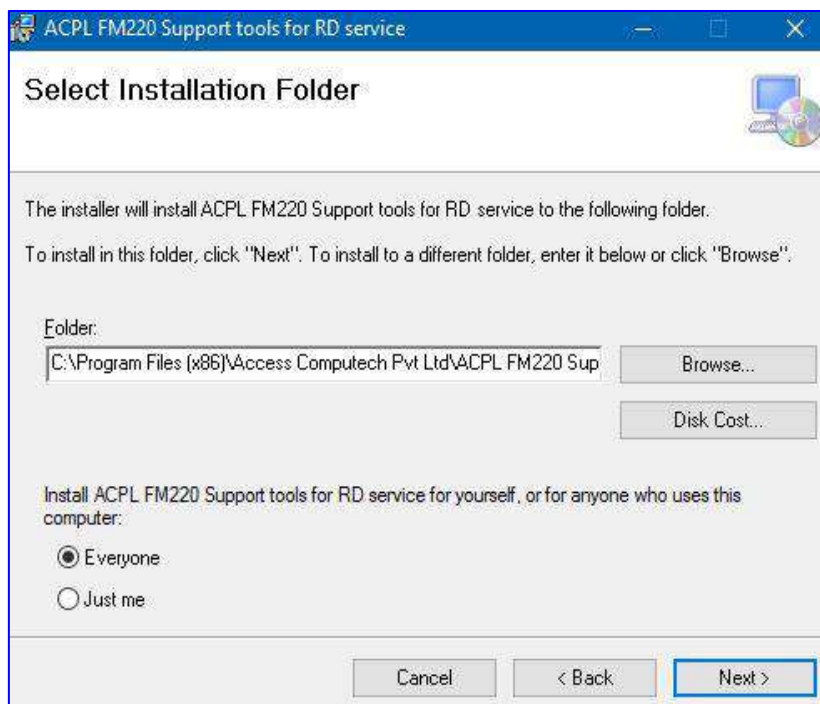 ACPL FM220 Support tools for RD service
Select Installation Folder
The installer will install ACPL FM220 Support tools for RD service to the following folder.
To install in this folder, click "Next". To install to a different folder, enter it below or click "Browse".
Folder:
C:\Program Files (x86)\Access Computech Pvt Ltd\ACPL FM220 Sup
Browse...
Disk Cost...
Install ACPL FM220 Support tools for RD service for yourself, or for anyone who uses this
computer:
Everyone
Just me
Cancel
< Back
Next >